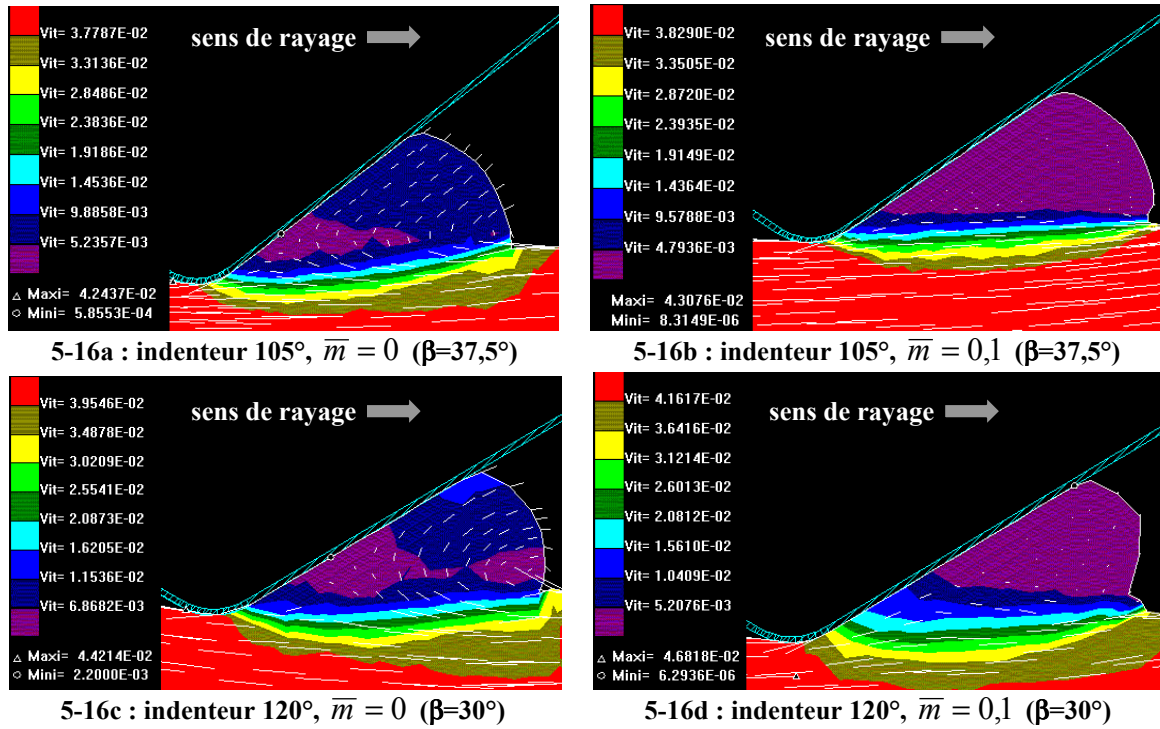 Vit= 3.7787E-02
Vit= 3.3136E-02
Vit= 2.8486E-02
Vit= 2.3836E-02
Vit= 1.9186E-02
Vit= 1.4536E-02
Vit= 9.8858E-03
Vit= 5.2357E-03
Maxi= 4.2437E-02
Mini= 5.8553E-04
sens de rayage
5-16a : indenteur 105°, m̅ = 0 (β=37,5°)
Vit= 3.8290E-02
Vit= 3.3505E-02
Vit= 2.8720E-02
Vit= 2.3935E-02
Vit= 1.9149E-02
Vit= 1.4364E-02
Vit= 9.5788E-03
Vit= 4.7936E-03
Maxi= 4.3076E-02
Mini= 8.3149E-06
sens de rayage
5-16b : indenteur 105°, m̅ = 0,1 (β=37,5°)
Vit= 3.9546E-02
Vit= 3.4878E-02
Vit= 3.0209E-02
Vit= 2.5541E-02
Vit= 2.0873E-02
Vit= 1.6205E-02
Vit= 1.1536E-02
Vit= 6.8682E-03
Maxi= 4.4214E-02
Mini= 2.2000E-03
sens de rayage
5-16c : indenteur 120°, m̅ = 0 (β=30°)
Vit= 4.1617E-02
Vit= 3.6416E-02
Vit= 3.1214E-02
Vit= 2.6013E-02
Vit= 2.0812E-02
Vit= 1.5610E-02
Vit= 1.0409E-02
Vit= 5.2076E-03
Maxi= 4.6818E-02
Mini= 6.2936E-06
sens de rayage
5-16d : indenteur 120°, m̅ = 0,1 (β=30°)